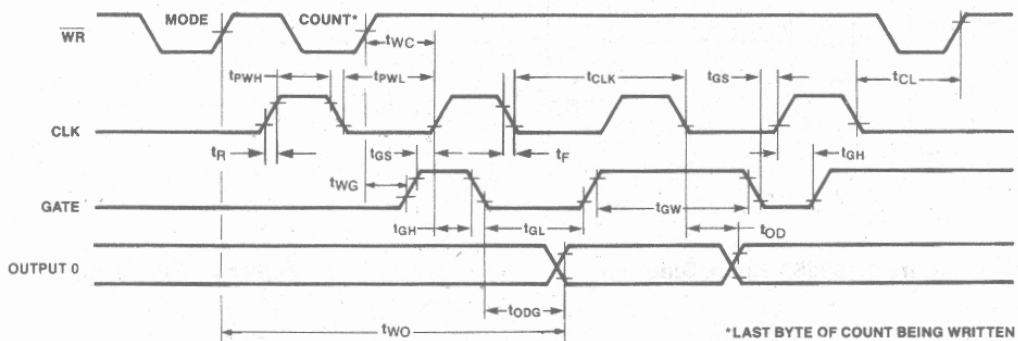 MODE COUNT*
WR
tWC
tPWH tPWL tCLK tGS tCL
CLK
tR tGS tF tGH
tWG
GATE
tGH tGL tGW tOD
OUTPUT 0
tODG
tWO
*LAST BYTE OF COUNT BEING WRITTEN